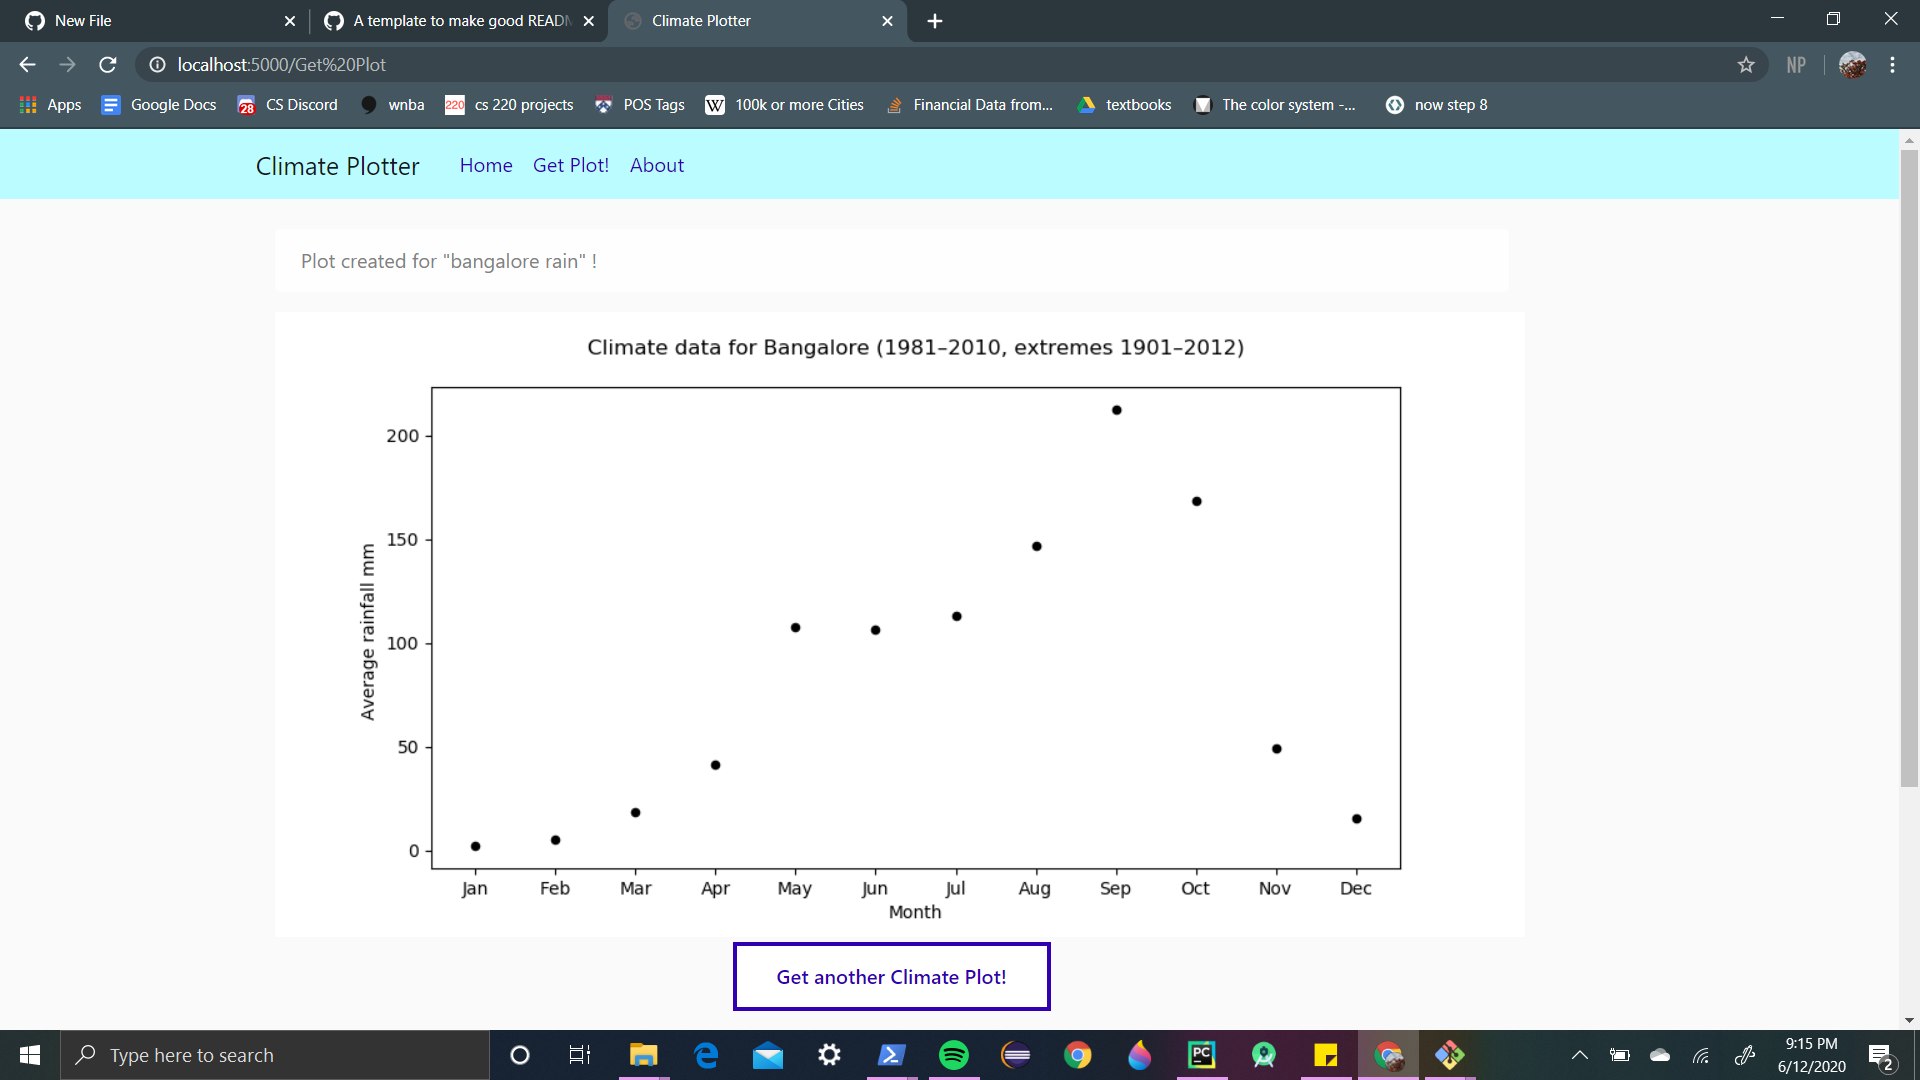 New File
A template to make good READM
Climate Plotter
localhost:5000/Get%20Plot
NP
Apps
Google Docs
28
CS Discord
wnba
220
cs 220 projects
POS Tags
W
100k or more Cities
Financial Data from...
textbooks
The color system -...
now step 8
Climate Plotter
Home
Get Plot!
About
Plot created for "bangalore rain" !
Climate data for Bangalore (1981–2010, extremes 1901–2012)
200
150
100
50
0
Average rainfall mm
Jan Feb Mar Apr May Jun Jul Aug Sep Oct Nov Dec
Month
Get another Climate Plot!
Type here to search
PC
9:15 PM
6/12/2020
2